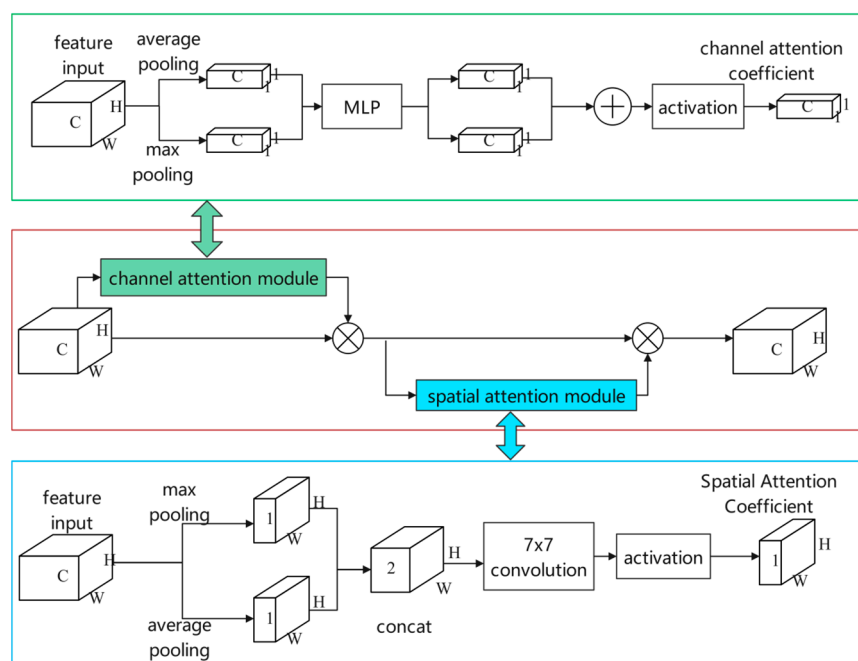 feature
input
average
pooling
channel attention
coefficient
C
H
W
C
1
1
C
1
1
max
pooling
MLP
C
1
1
C
1
1
activation
C
1
1
channel attention module
C
H
W
spatial attention module
C
H
W
feature
input
max
pooling
C
H
W
1
H
W
1
H
W
average
pooling
2
H
W
concat
7x7
convolution
activation
Spatial Attention
Coefficient
1
H
W